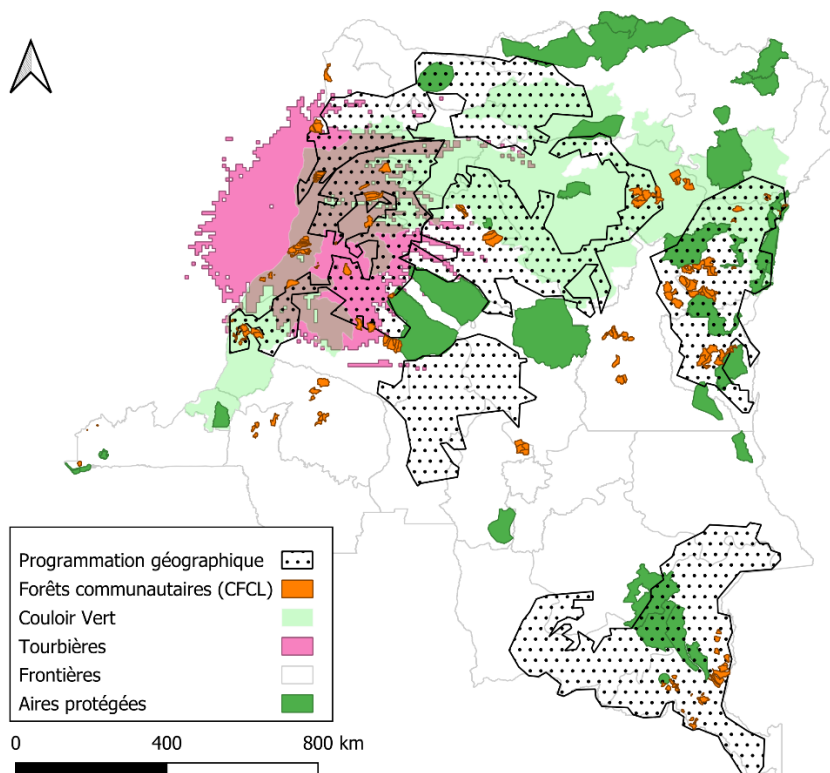 Programmation géographique
Forêts communautaires (CFCL)
Couloir Vert
Tourbières
Frontières
Aires protégées
0 400 800 km